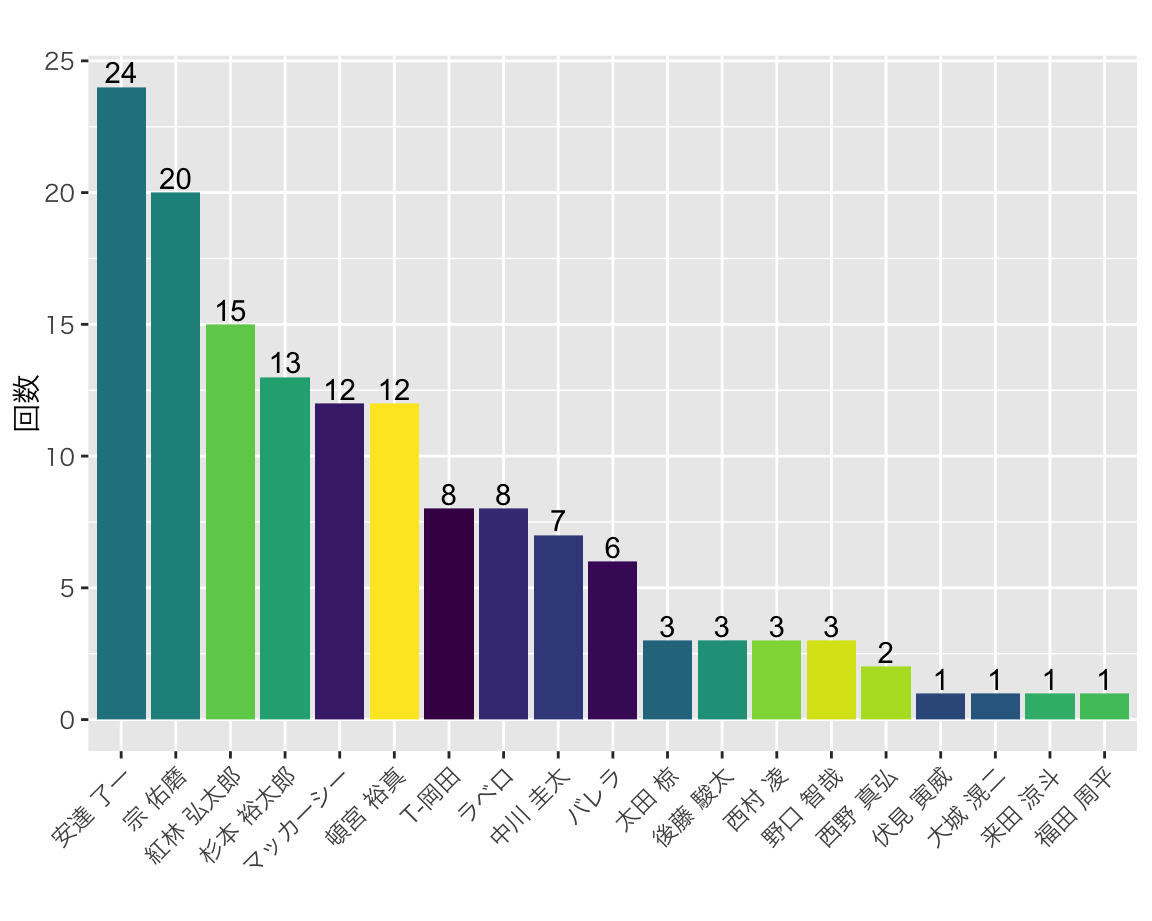 回数
25
20
15
10
5
0
24
20
15
13
12
12
8
8
7
6
3
3
3
3
2
1
1
1
1
安達 了一
宗 佑磨
紅林 弘太郎
杉本 裕太郎
マッカーシー
頓宮 裕真
T-岡田
ラベロ
中川 圭太
バレラ
太田 椋
後藤 駿太
西村 凌
野口 智哉
西野 真弘
伏見 寅威
大城 滉二
来田 涼斗
福田 周平